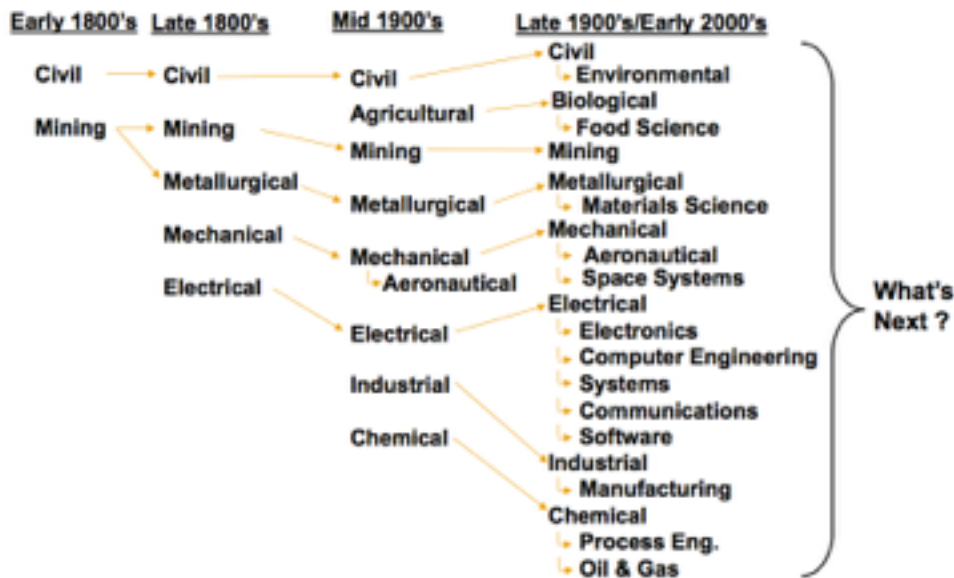 Early 1800's
Late 1800's
Mid 1900's
Late 1900's/Early 2000's
Civil
Mining
Civil
Mining
Metallurgical
Mechanical
Electrical
Civil
Agricultural
Mining
Metallurgical
Mechanical
Aeronautical
Electrical
Industrial
Chemical
Civil
Environmental
Biological
Food Science
Mining
Metallurgical
Materials Science
Mechanical
Aeronautical
Space Systems
Electrical
Electronics
Computer Engineering
Systems
Communications
Software
Industrial
Manufacturing
Chemical
Process Eng.
Oil & Gas
What's
Next ?